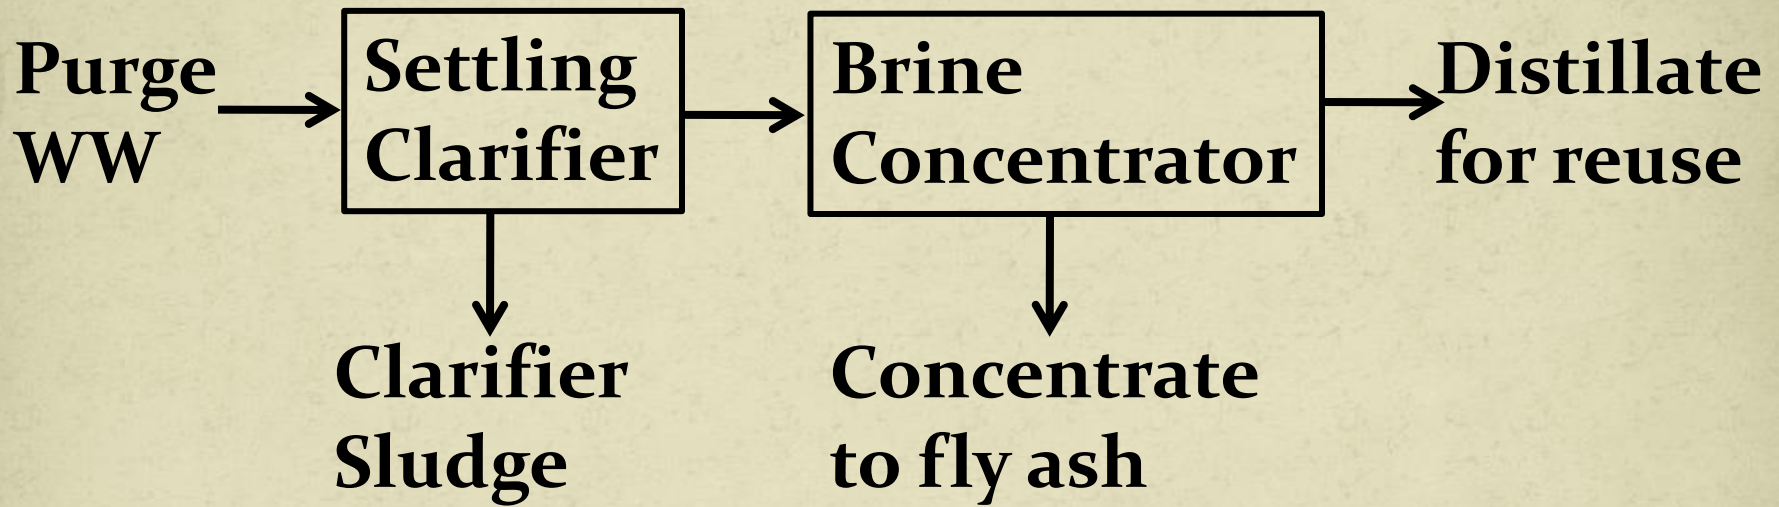 Purge
WW
Settling
Clarifier
Brine
Concentrator
Distillate
for reuse
Clarifier
Sludge
Concentrate
to fly ash